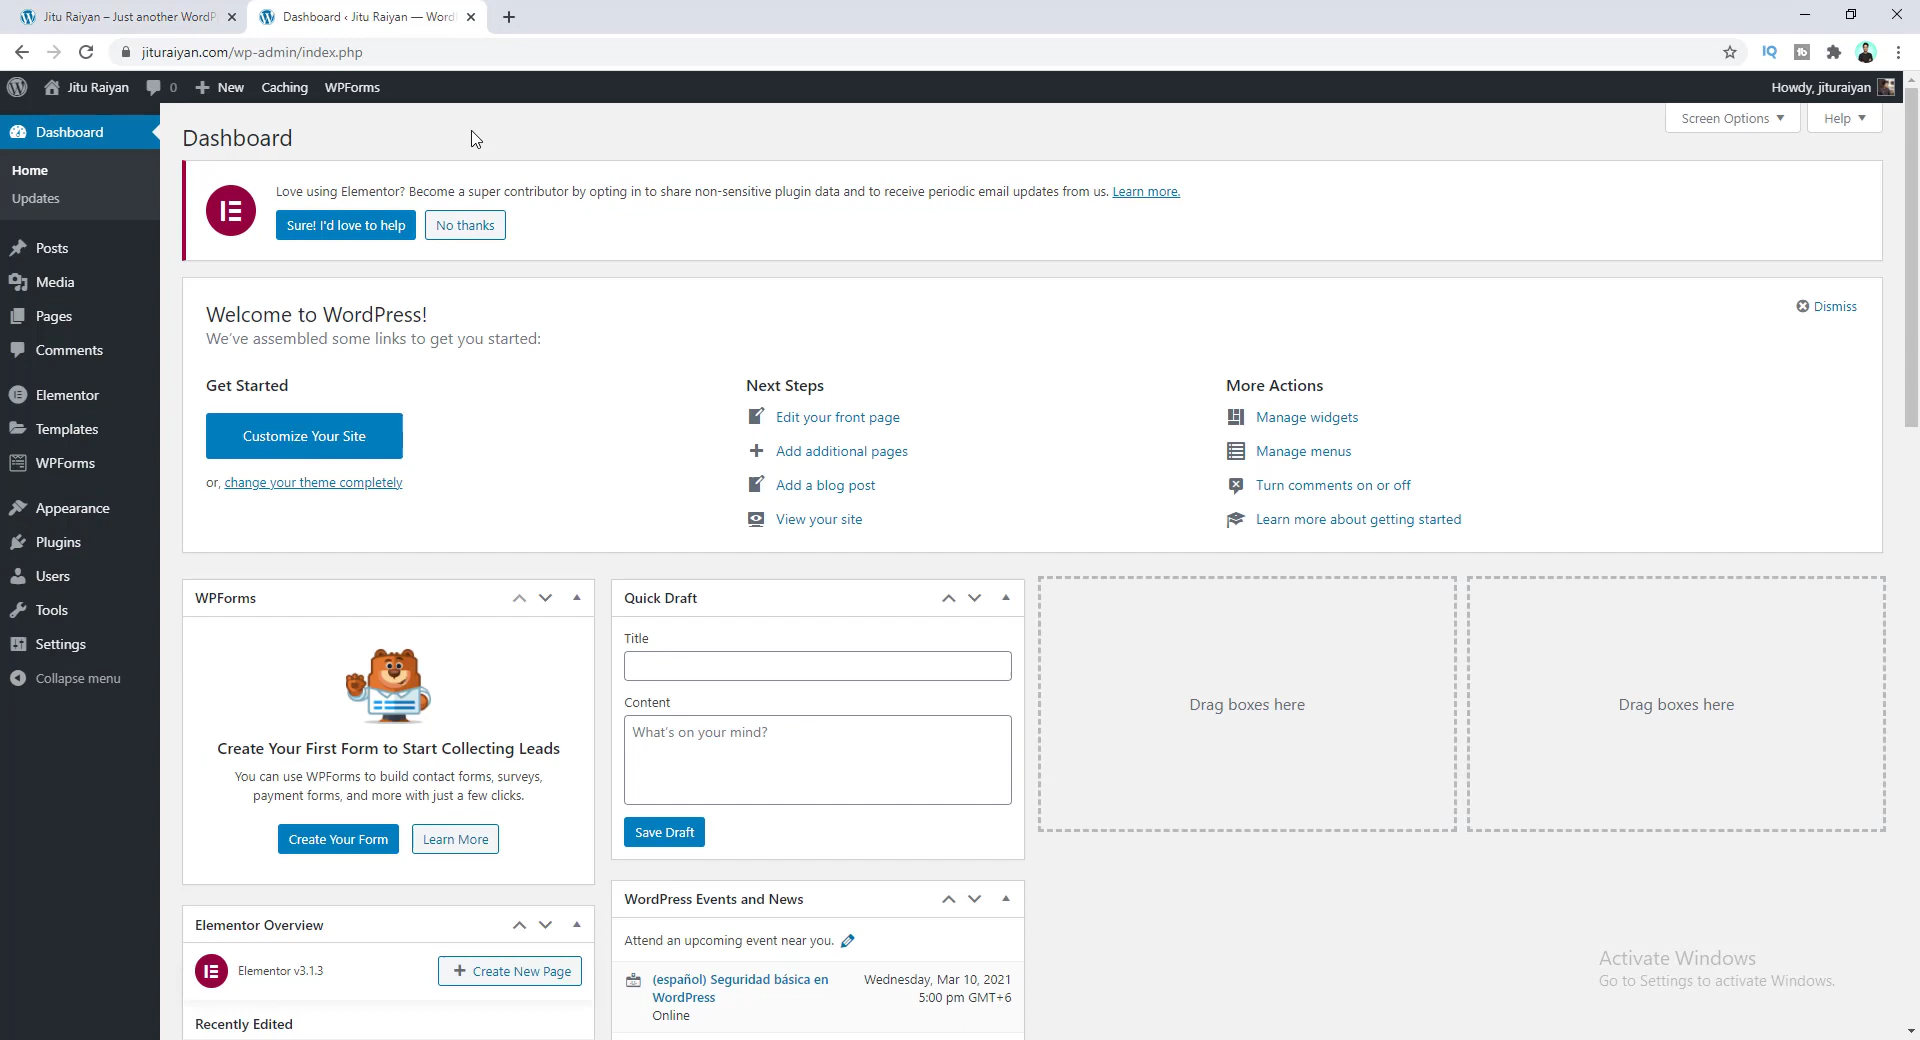 Jitu Raiyan – Just another WordP
Dashboard ‹ Jitu Raiyan — Word
jituraiyan.com/wp-admin/index.php
Jitu Raiyan
0
New
Caching
WPForms
Howdy, jituraiyan
Dashboard
Home
Updates
Posts
Media
Pages
Comments
Elementor
Templates
WPForms
Appearance
Plugins
Users
Tools
Settings
Collapse menu
Dashboard
Screen Options
Help
Love using Elementor? Become a super contributor by opting in to share non-sensitive plugin data and to receive periodic email updates from us. Learn more.
Sure! I'd love to help
No thanks
Welcome to WordPress!
Dismiss
We've assembled some links to get you started:
Get Started
Customize Your Site
or, change your theme completely
Next Steps
Edit your front page
Add additional pages
Add a blog post
View your site
More Actions
Manage widgets
Manage menus
Turn comments on or off
Learn more about getting started
WPForms
Create Your First Form to Start Collecting Leads
You can use WPForms to build contact forms, surveys,
payment forms, and more with just a few clicks.
Create Your Form
Learn More
Elementor Overview
Elementor v3.1.3
Create New Page
Recently Edited
Quick Draft
Title
Content
What's on your mind?
Save Draft
WordPress Events and News
Attend an upcoming event near you.
(español) Seguridad básica en
WordPress
Online
Wednesday, Mar 10, 2021
5:00 pm GMT+6
Drag boxes here
Drag boxes here
Activate Windows
Go to Settings to activate Windows.